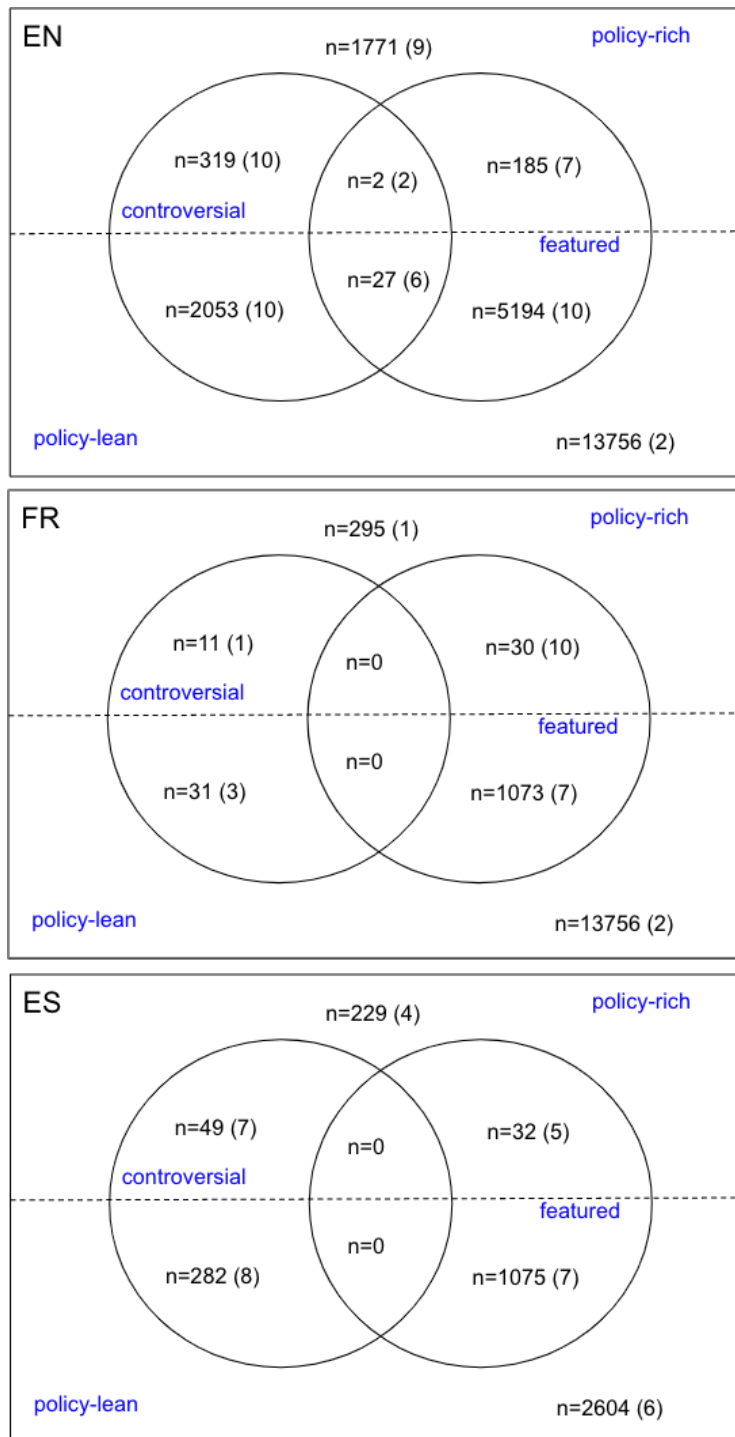 EN
n=1771 (9)
policy-rich
n=319 (10)
n=2 (2)
n=185 (7)
controversial
featured
n=27 (6)
n=2053 (10)
n=5194 (10)
policy-lean
n=13756 (2)
FR
n=295 (1)
policy-rich
n=11 (1)
n=0
n=30 (10)
controversial
featured
n=0
n=31 (3)
n=1073 (7)
policy-lean
n=13756 (2)
ES
n=229 (4)
policy-rich
n=49 (7)
n=0
n=32 (5)
controversial
featured
n=0
n=282 (8)
n=1075 (7)
policy-lean
n=2604 (6)